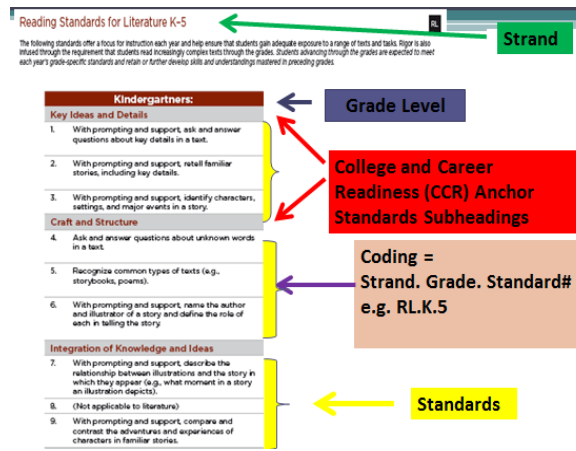 Reading Standards for Literature K-5
RL
The following standards offer a focus for instruction each year and help ensure that students gain adequate exposure to a range of texts and tasks. Rigor is also
infused through the requirement that students read increasingly complex texts through the grades. Students advancing through the grades are expected to meet
each year's grade-specific standards and retain or further develop skills and understandings mastered in preceding grades.
Strand
Kindergartners:
Grade Level
Key Ideas and Details
1. With prompting and support, ask and answer
questions about key details in a text.
2. With prompting and support, retell familiar
stories, including key details.
3. With prompting and support, identify characters,
settings, and major events in a story.
College and Career
Readiness (CCR) Anchor
Standards Subheadings
Craft and Structure
4. Ask and answer questions about unknown words
in a text.
5. Recognize common types of texts (e.g.,
storybooks, poems).
6. With prompting and support, name the author
and illustrator of a story and define the role of
each in telling the story.
Coding =
Strand. Grade. Standard#
e.g. RL.K.5
Integration of Knowledge and Ideas
7. With prompting and support, describe the
relationship between illustrations and the story in
which they appear (e.g., what moment in a story
an illustration depicts).
8. (Not applicable to literature)
9. With prompting and support, compare and
contrast the adventures and experiences of
characters in familiar stories.
Standards